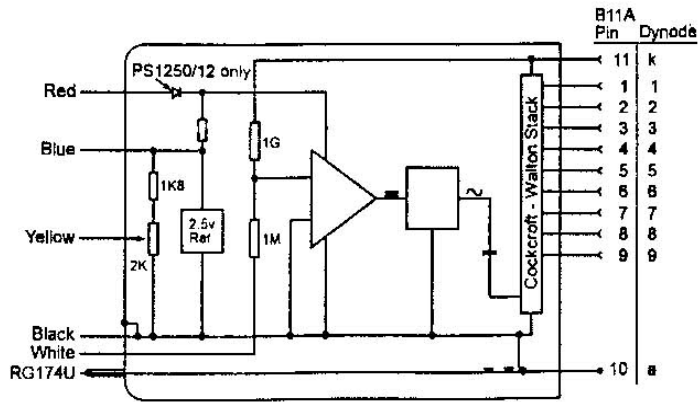 B11A
Pin Dynode
PS1250/12 only
11 k
Red
1 1
2 2
3 3
Blue
1G
4 4
5 5
1K8
6 6
7 7
Yellow
2.5v
Ref
1M
8 8
2K
9 9
Cockcroft - Walton Stack
Black
White
RG174U
10 a